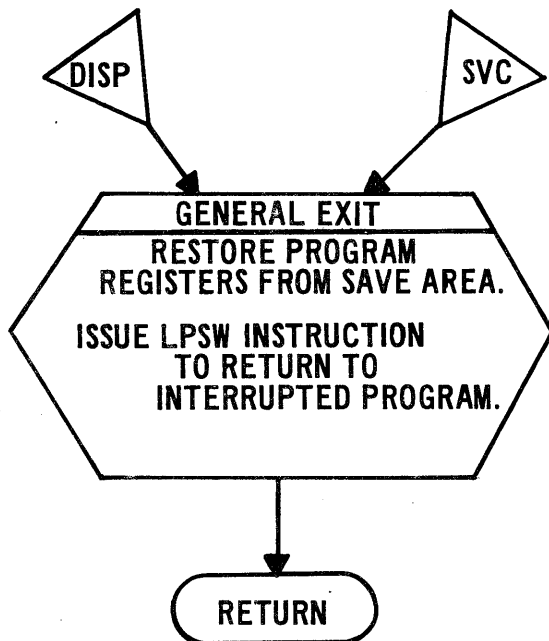 DISP
SVC
GENERAL EXIT
RESTORE PROGRAM
REGISTERS FROM SAVE AREA.
ISSUE LPSW INSTRUCTION
TO RETURN TO
INTERRUPTED PROGRAM.
RETURN